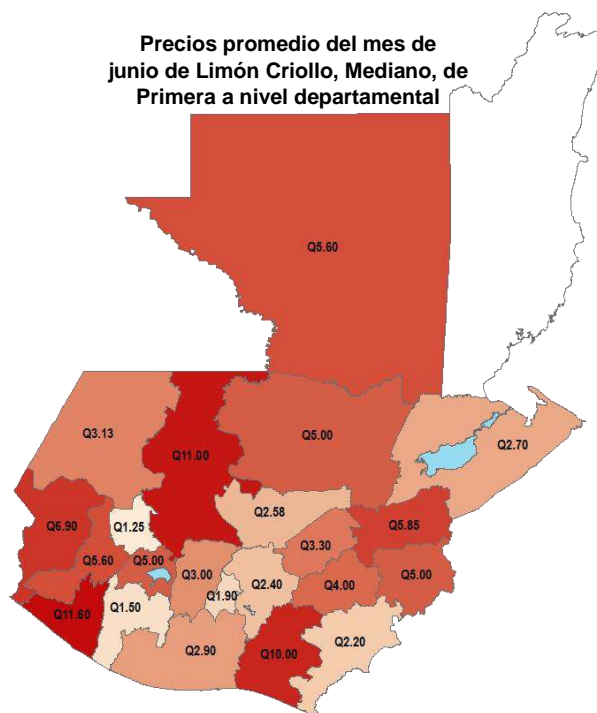 Precios promedio del mes de
junio de Limón Criollo, Mediano, de
Primera a nivel departamental
Q5.60
Q3.13
Q11.00
Q5.00
Q2.70
Q6.90
Q1.25
Q2.58
Q5.85
Q5.60
Q5.00
Q3.00
Q3.30
Q2.40
Q4.00
Q5.00
Q1.90
Q11.60
Q1.50
Q2.90
Q10.00
Q2.20